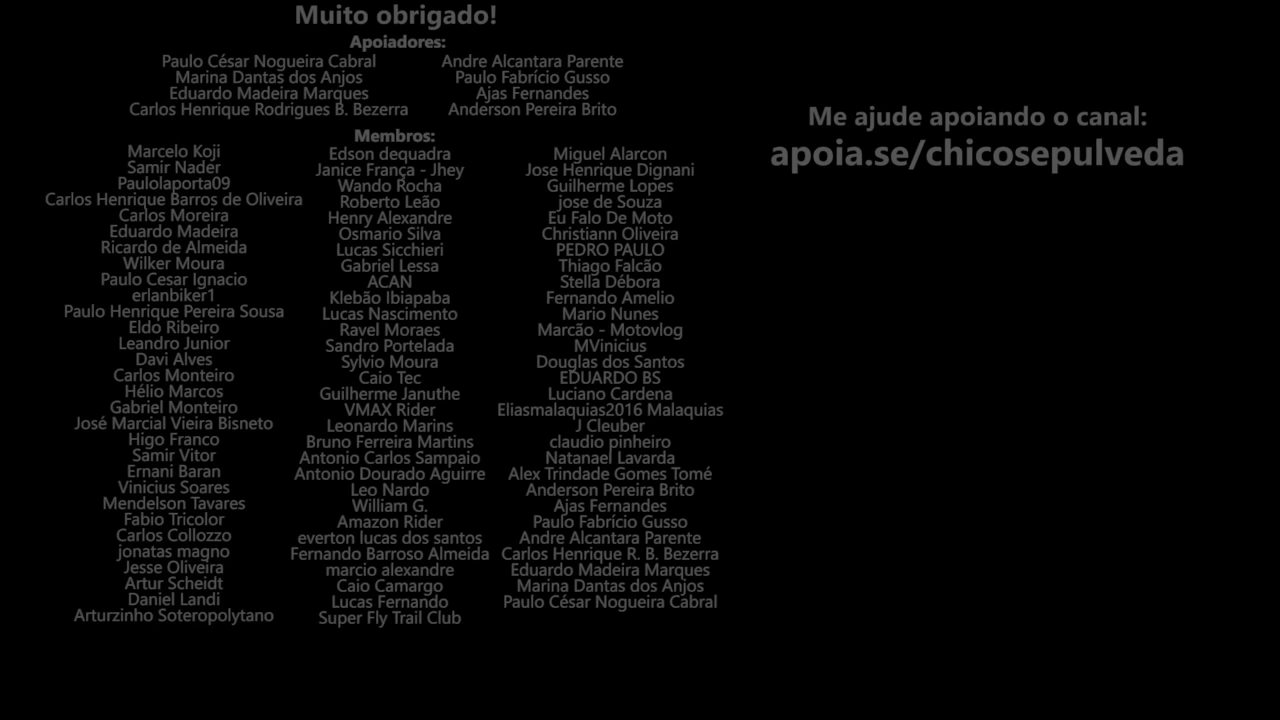 Muito obrigado!
Apoiadores:
Paulo César Nogueira Cabral
Marina Dantas dos Anjos
Eduardo Madeira Marques
Carlos Henrique Rodrigues B. Bezerra
Andre Alcantara Parente
Paulo Fabrício Gusso
Ajas Fernandes
Anderson Pereira Brito
Membros:
Marcelo Koji
Samir Nader
Paulolaporta09
Carlos Henrique Barros de Oliveira
Carlos Moreira
Eduardo Madeira
Ricardo de Almeida
Wilker Moura
Paulo Cesar Ignacio
erlanbiker1
Paulo Henrique Pereira Sousa
Eldo Ribeiro
Leandro Junior
Davi Alves
Carlos Monteiro
Hélio Marcos
Gabriel Monteiro
José Marcial Vieira Bisneto
Higo Franco
Samir Vitor
Ernani Baran
Vinicius Soares
Mendelson Tavares
Fabio Tricolor
Carlos Collozzo
jonatas magno
Jesse Oliveira
Artur Scheidt
Daniel Landi
Arturzinho Soteropolytano
Edson dequadra
Janice França - Jhey
Wando Rocha
Roberto Leão
Henry Alexandre
Osmario Silva
Lucas Sicchieri
Gabriel Lessa
ACAN
Klebão Ibiapaba
Lucas Nascimento
Ravel Moraes
Sandro Portelada
Sylvio Moura
Caio Tec
Guilherme Januthe
VMAX Rider
Leonardo Marins
Bruno Ferreira Martins
Antonio Carlos Sampaio
Antonio Dourado Aguirre
Leo Nardo
William G.
Amazon Rider
everton lucas dos santos
Fernando Barroso Almeida
marcio alexandre
Caio Camargo
Lucas Fernando
Super Fly Trail Club
Miguel Alarcon
Jose Henrique Dignani
Guilherme Lopes
jose de Souza
Eu Falo De Moto
Christiann Oliveira
PEDRO PAULO
Thiago Falcão
Stella Débora
Fernando Amelio
Mario Nunes
Marcão - Motovlog
MVinicius
Douglas dos Santos
EDUARDO BS
Luciano Cardena
Eliasmalaquias2016 Malaquias
J Cleuber
claudio pinheiro
Natanael Lavarda
Alex Trindade Gomes Tomé
Anderson Pereira Brito
Ajas Fernandes
Paulo Fabrício Gusso
Andre Alcantara Parente
Carlos Henrique R. B. Bezerra
Eduardo Madeira Marques
Marina Dantas dos Anjos
Paulo César Nogueira Cabral
Me ajude apoiando o canal:
apoia.se/chicosepulveda